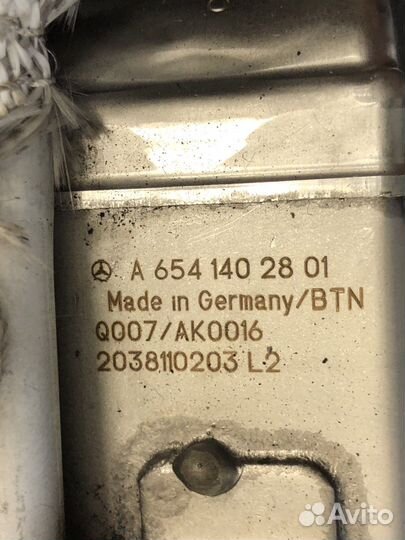 A 654 140 28 01
Made in Germany/BTN
Q007/AK0016
2038110203 L2
Avito